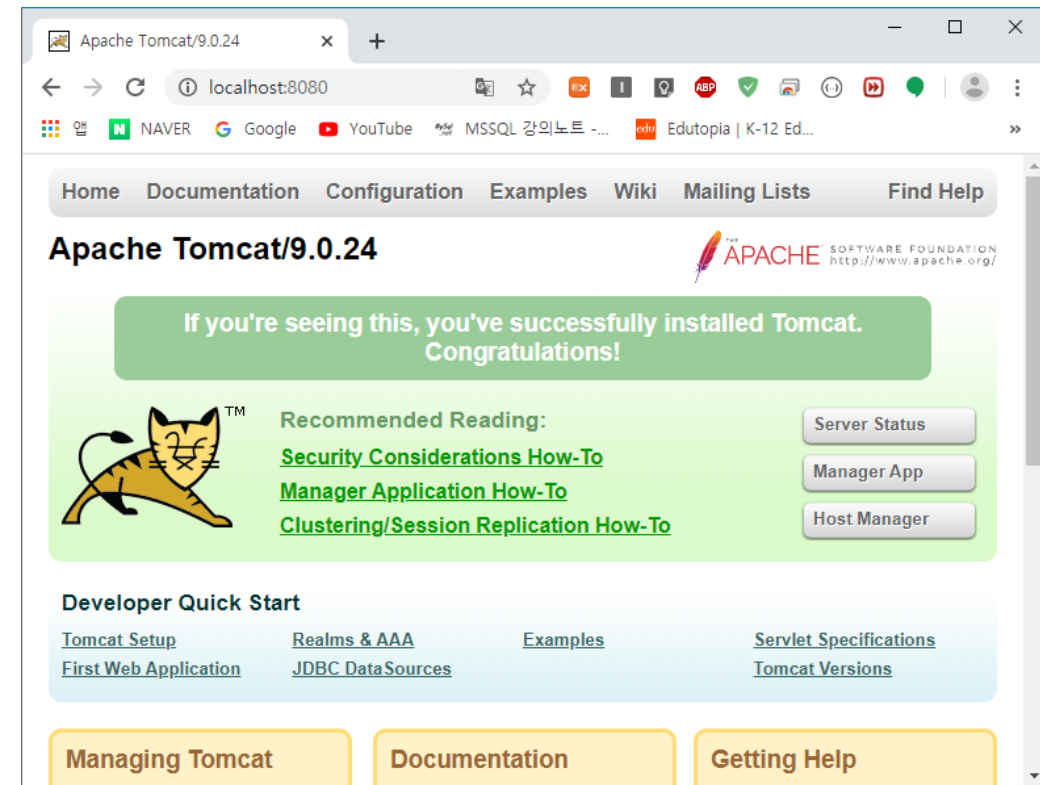 Apache Tomcat/9.0.24
localhost:8080
앱 NAVER Google YouTube MSSQL 강의노트 -... edu Edutopia | K-12 Ed...
Home Documentation Configuration Examples Wiki Mailing Lists Find Help
Apache Tomcat/9.0.24
THE APACHE SOFTWARE FOUNDATION
http://www.apache.org/
If you're seeing this, you've successfully installed Tomcat.
Congratulations!
TM
Recommended Reading:
Security Considerations How-To
Manager Application How-To
Clustering/Session Replication How-To
Server Status
Manager App
Host Manager
Developer Quick Start
Tomcat Setup
First Web Application
Realms & AAA
JDBC DataSources
Examples
Servlet Specifications
Tomcat Versions
Managing Tomcat
Documentation
Getting Help